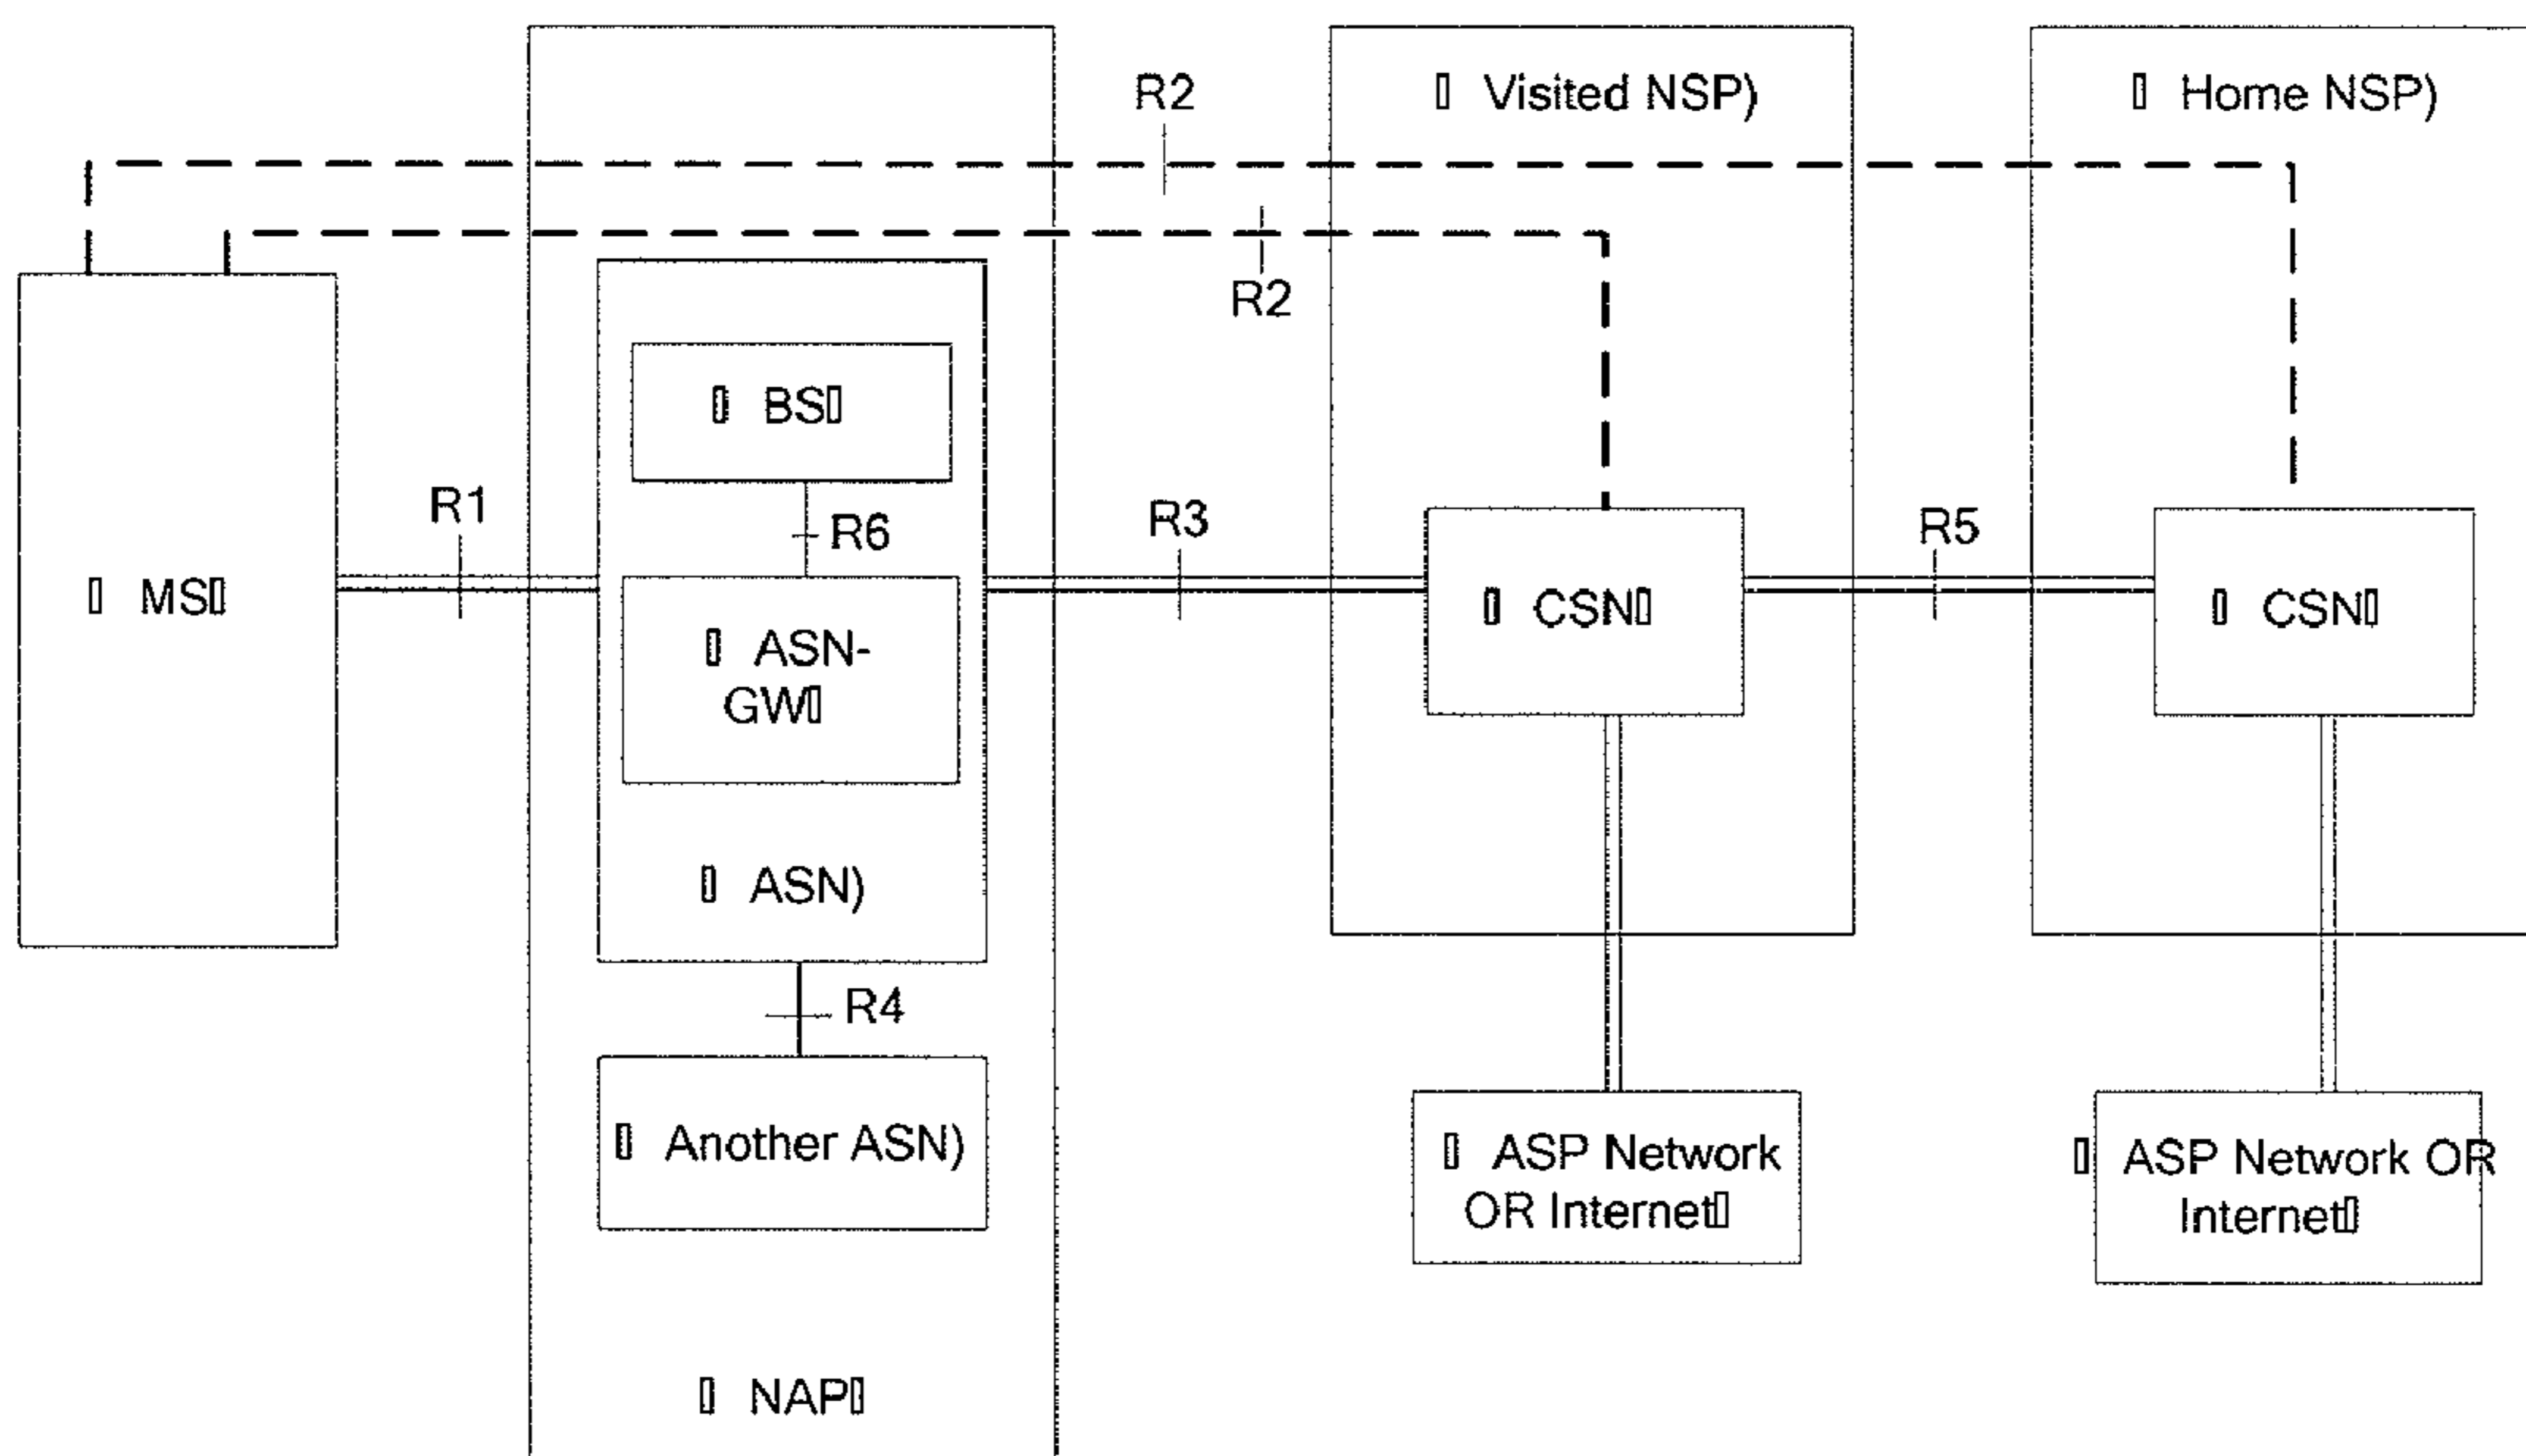 R2
▯ Visited NSP)
▯ Home NSP)
R2
▯ BS▯
R1
R6
R3
R5
▯ MS▯
▯ ASN-
GW▯
▯ CSN▯
▯ CSN▯
▯ ASN)
R4
▯ Another ASN)
▯ ASP Network
OR Internet▯
▯ ASP Network OR
Internet▯
▯ NAP▯